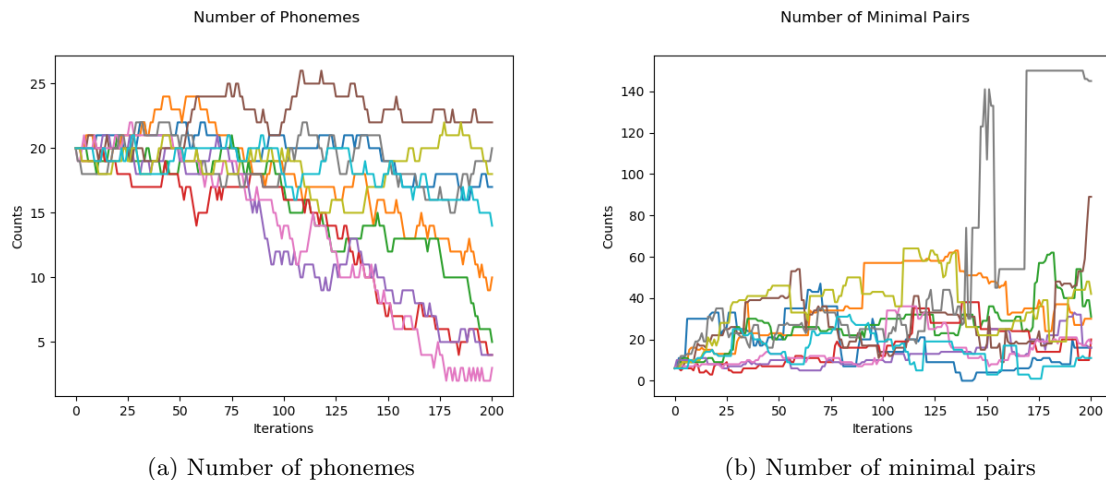 Number of Phonemes
25
20
15
10
5
Counts
0 25 50 75 100 125 150 175 200
Iterations
(a) Number of phonemes
Number of Minimal Pairs
140
120
100
80
60
40
20
0
Counts
0 25 50 75 100 125 150 175 200
Iterations
(b) Number of minimal pairs